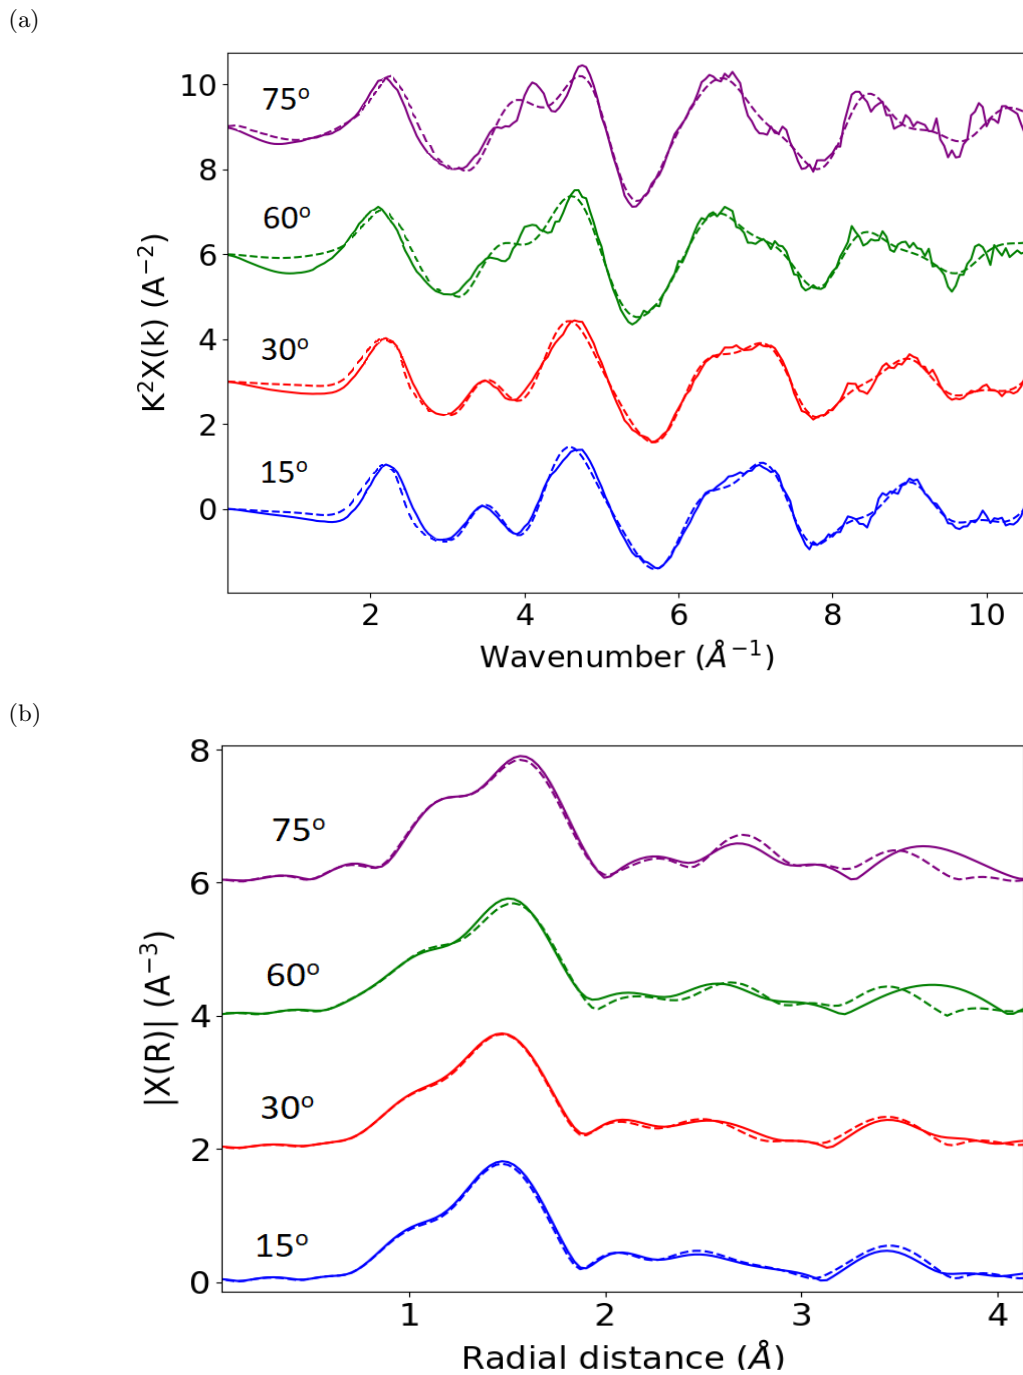 (a)
10
8
6
4
2
0
75°
60°
30°
15°
K²X(k) (A⁻²)
2 4 6 8 10
Wavenumber (Å⁻¹)
(b)
8
6
4
2
0
75°
60°
30°
15°
|X(R)| (A⁻³)
1 2 3 4
Radial distance (Å)